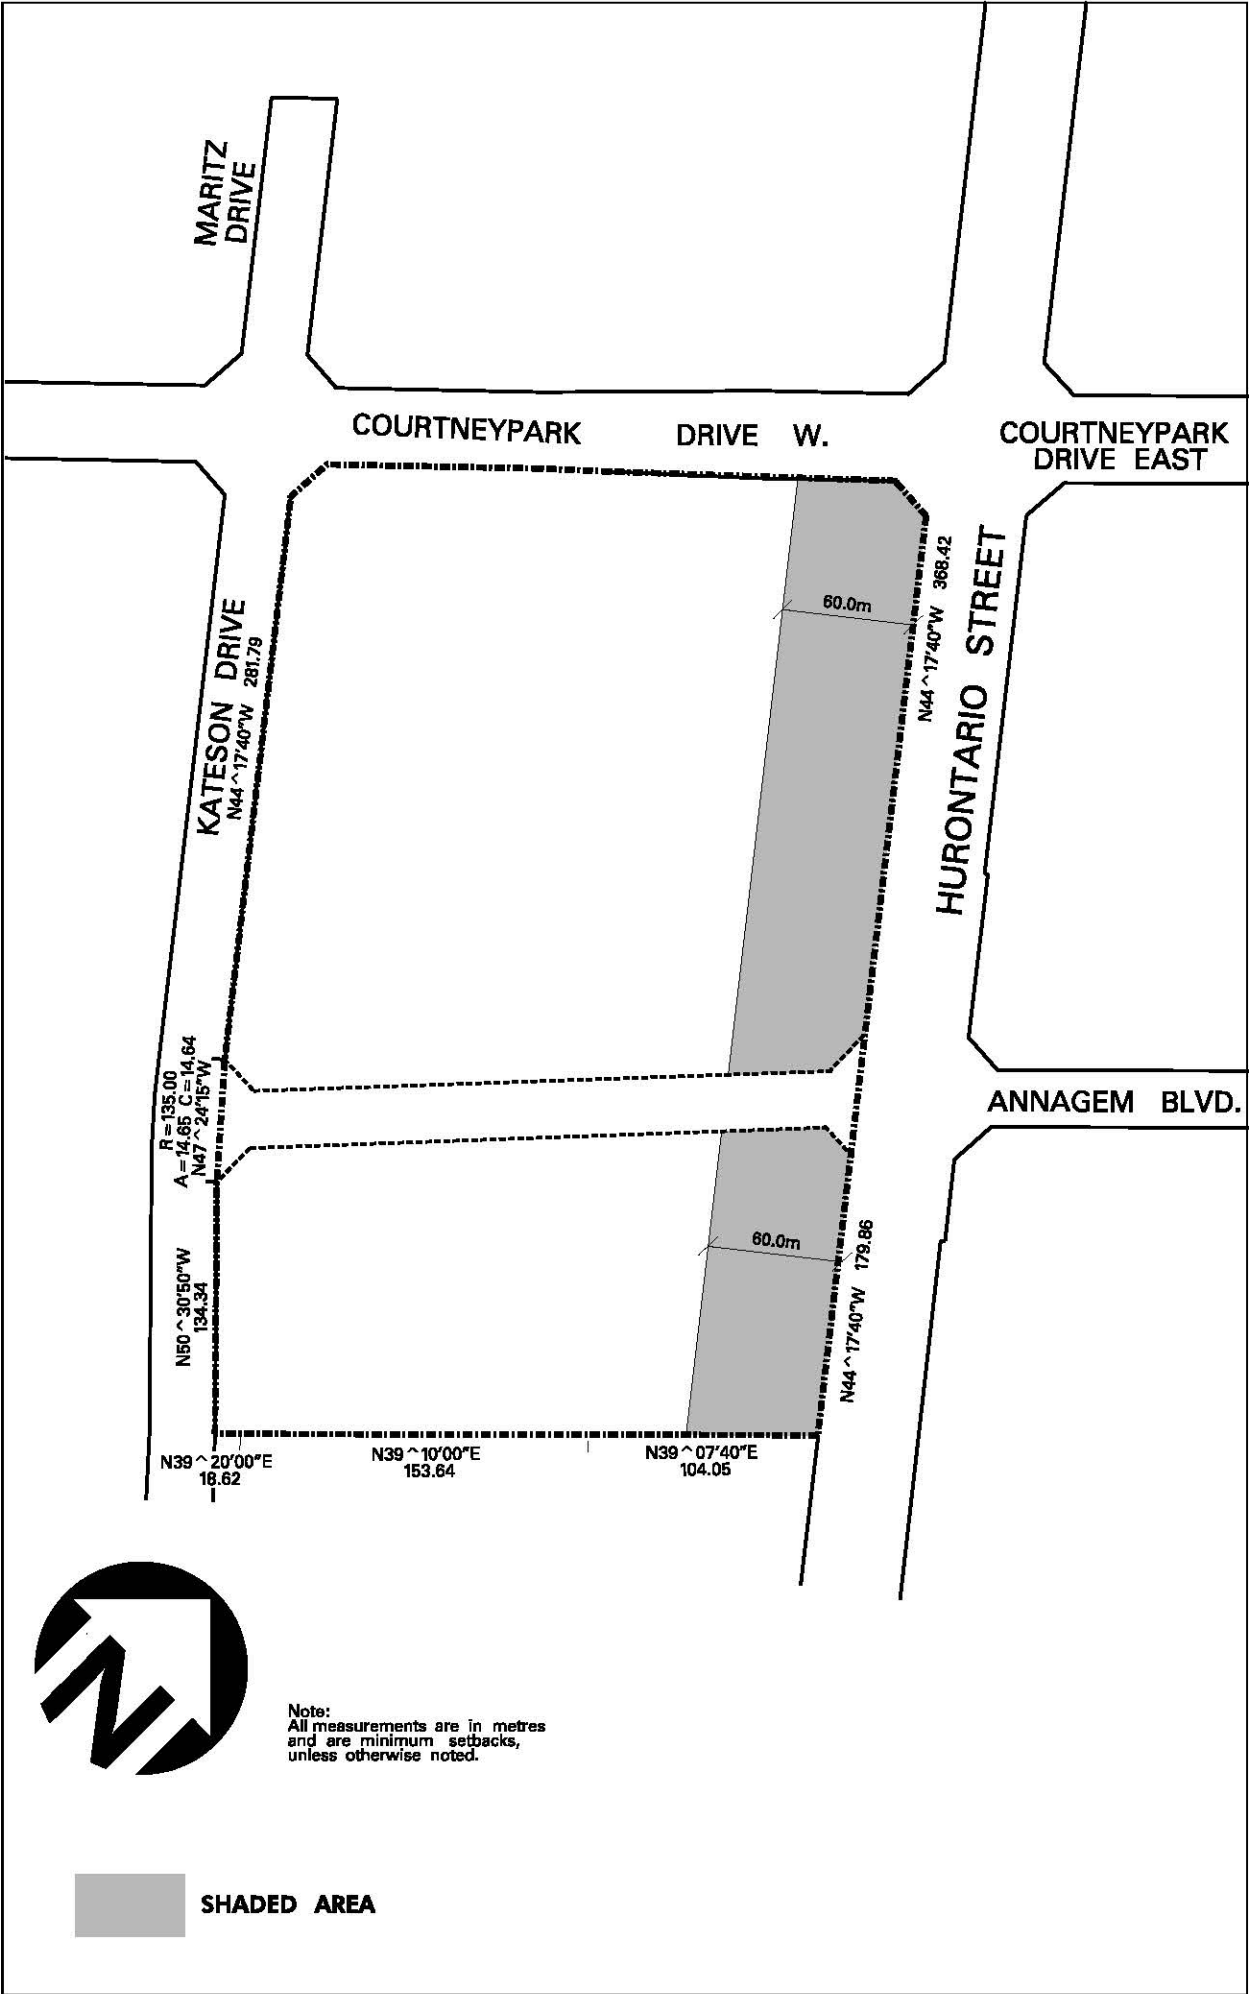 MARITZ
DRIVE
COURTNEYPARK DRIVE W.
COURTNEYPARK
DRIVE EAST
KATESON DRIVE
N44^17'40"W 281.79
60.0m
N44^17'40"W 368.42
HURONTARIO STREET
R=135.00
A=14.65 C=14.64
N47^24'15"W
ANNAGEM BLVD.
N50^30'50"W
134.34
60.0m
N44^17'40"W 179.86
N39^20'00"E
18.62
N39^10'00"E
153.64
N39^07'40"E
104.05
N
Note:
All measurements are in metres
and are minimum setbacks,
unless otherwise noted.
SHADED AREA